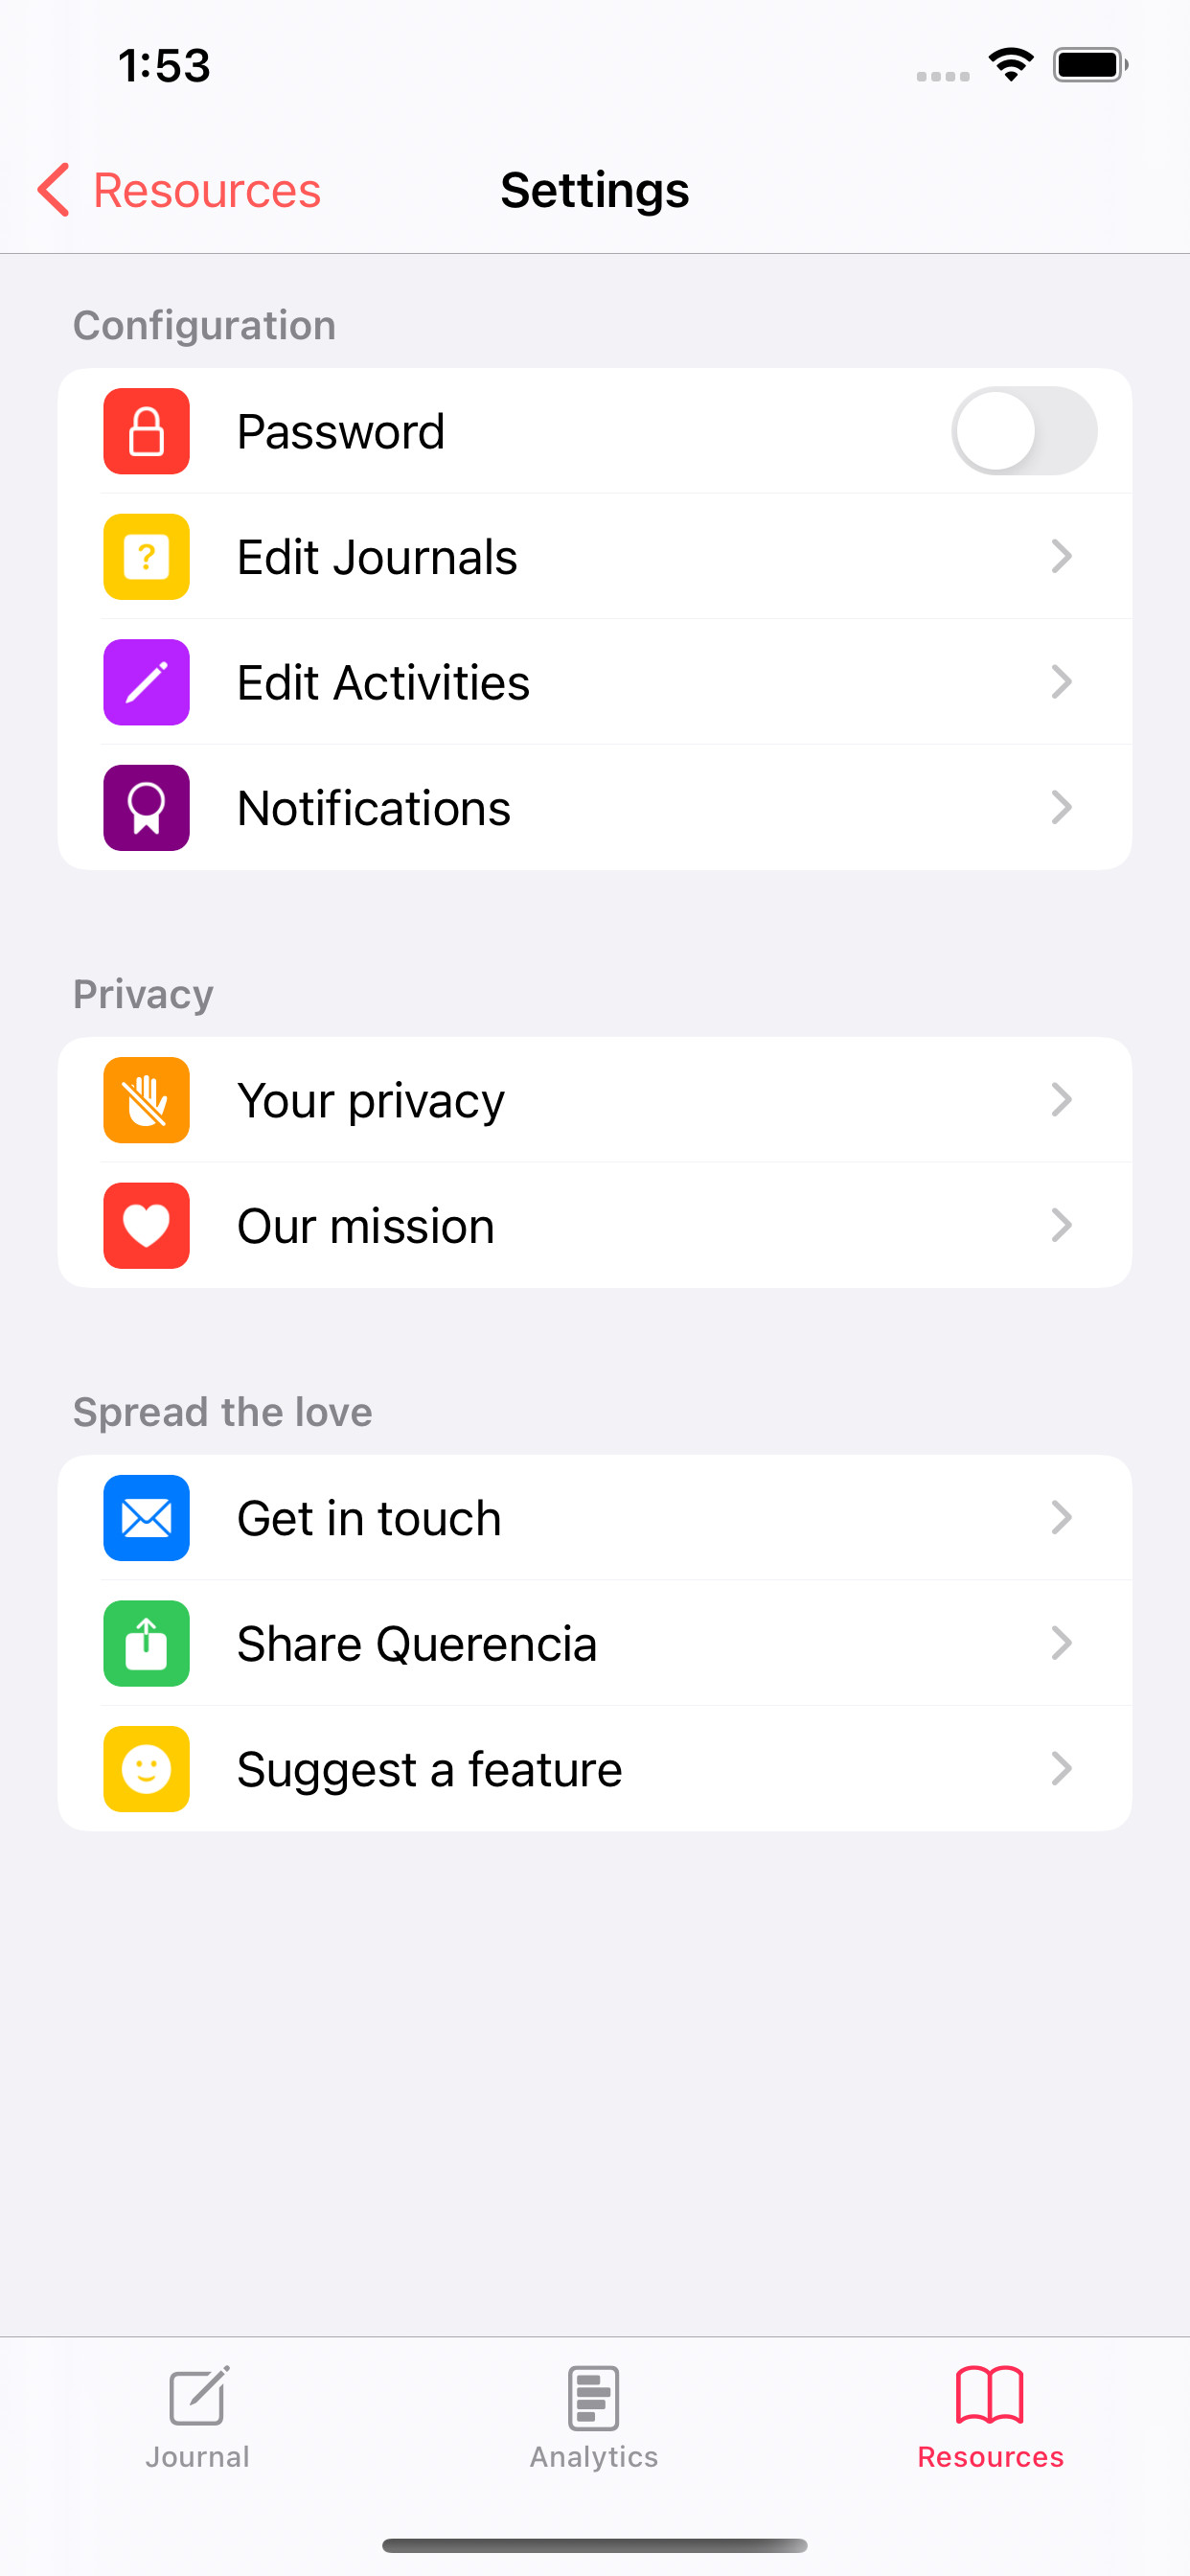 1:53
Resources
Settings
Configuration
Password
Edit Journals
Edit Activities
Notifications
Privacy
Your privacy
Our mission
Spread the love
Get in touch
Share Querencia
Suggest a feature
Journal
Analytics
Resources